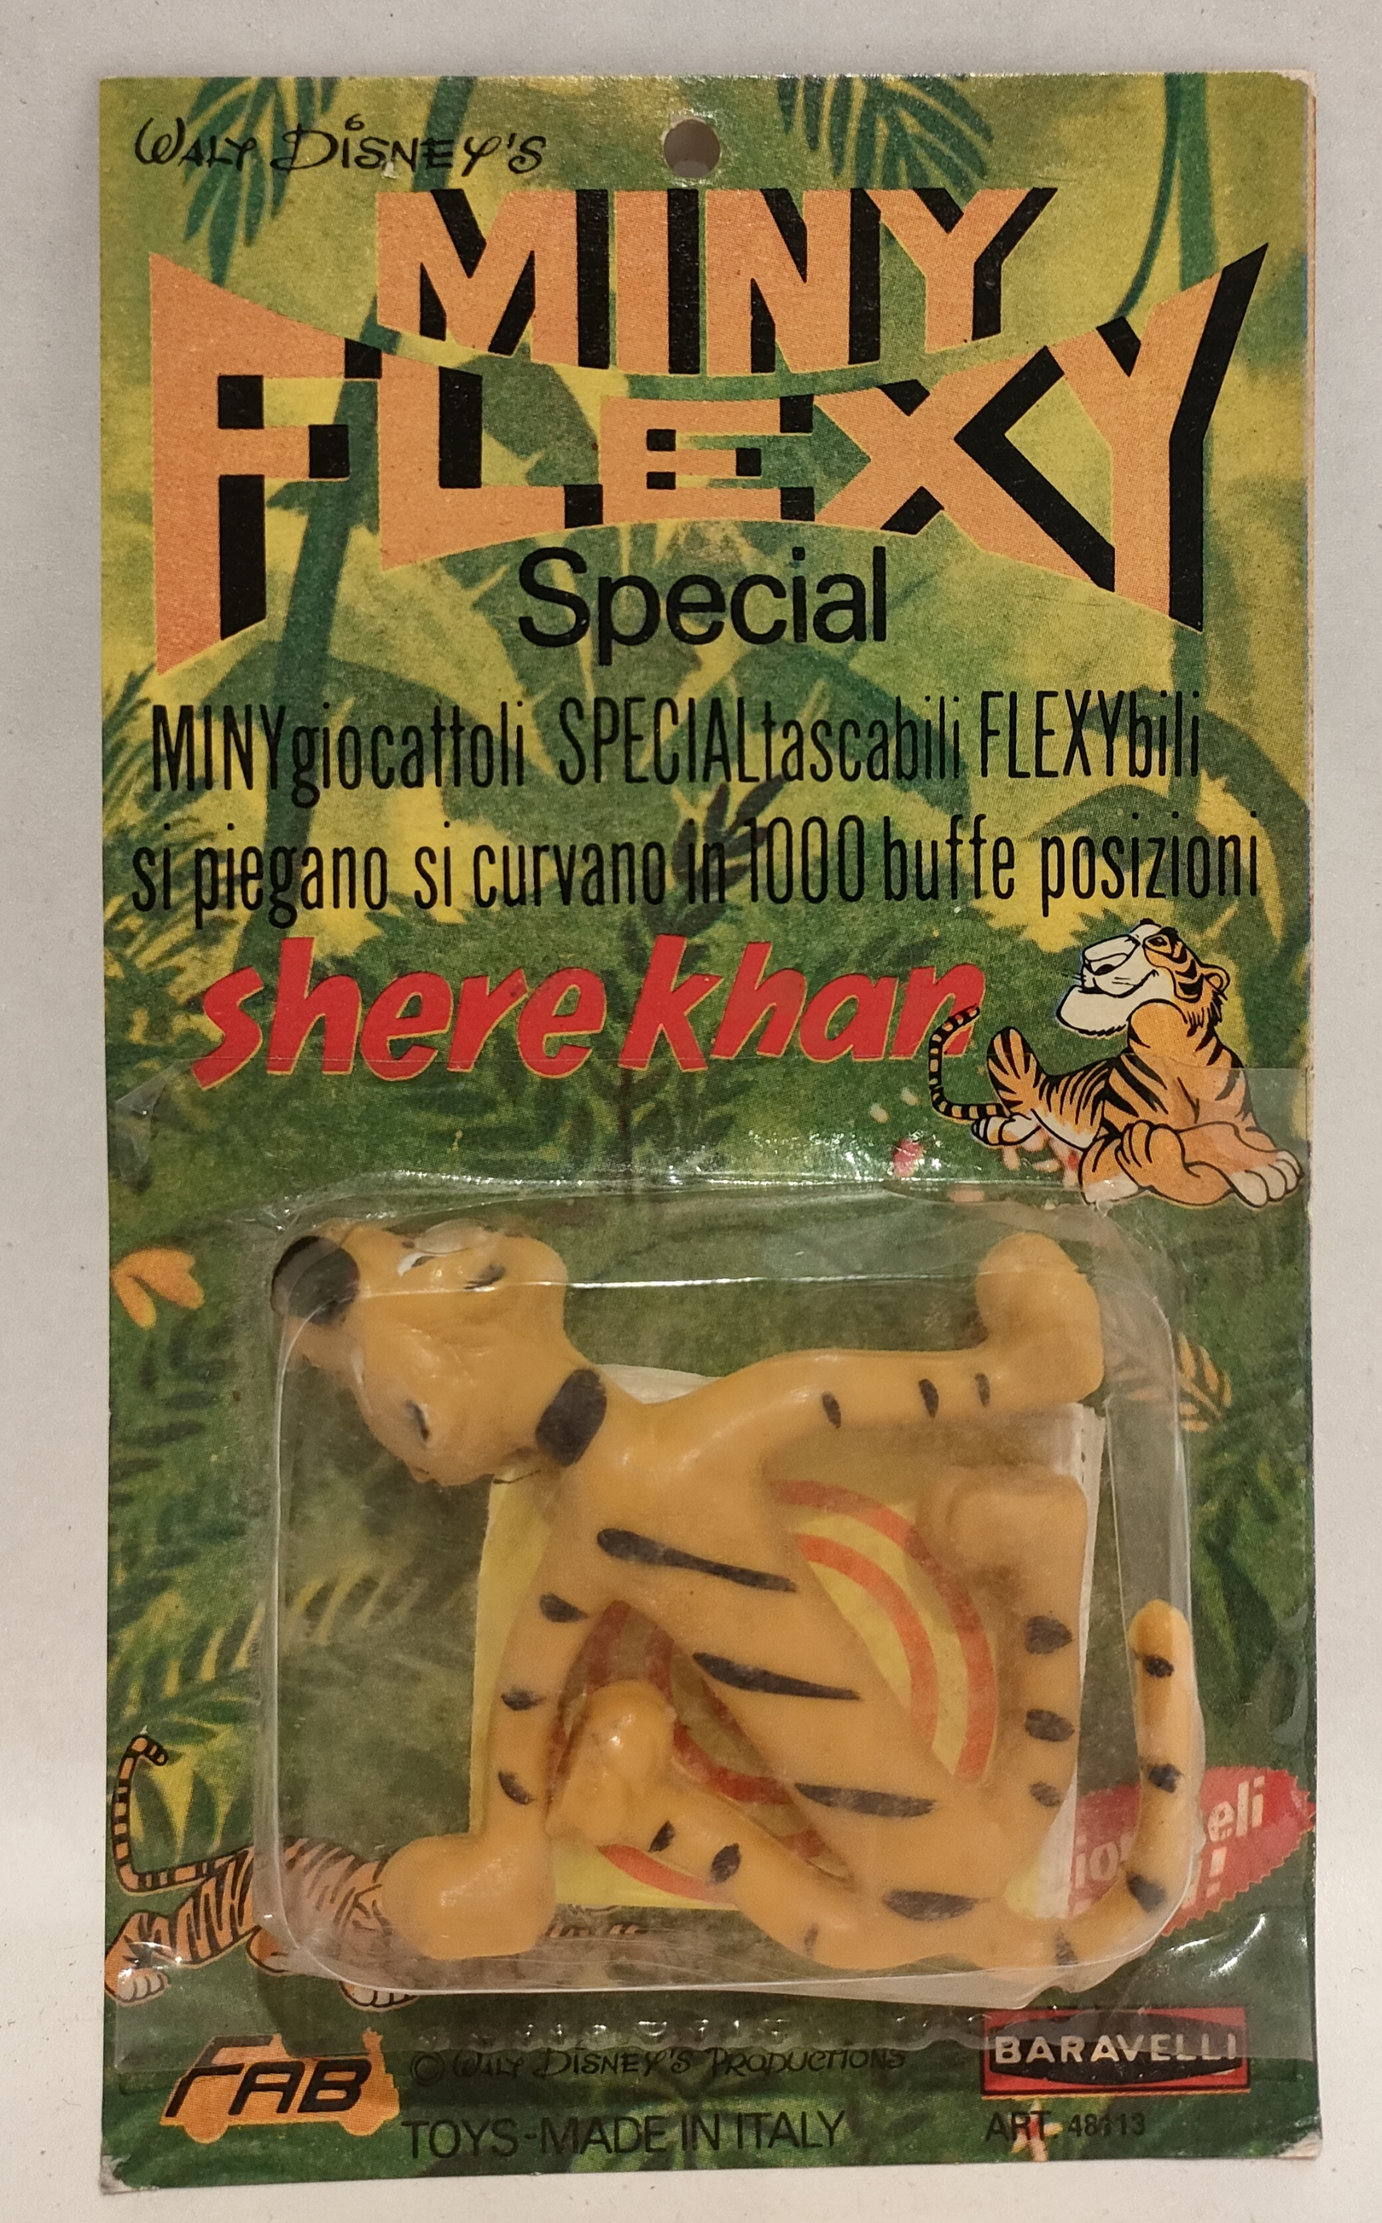 WALT DISNEY'S
MINY
FLEXY
Special
MINYgiocattoli SPECIALtascabili FLEXYbili
si piegano si curvano in 1000 buffe posizioni
shere khan
FAB
© WALT DISNEY'S PRODUCTIONS
BARAVELLI
TOYS-MADE IN ITALY
ART. 48113